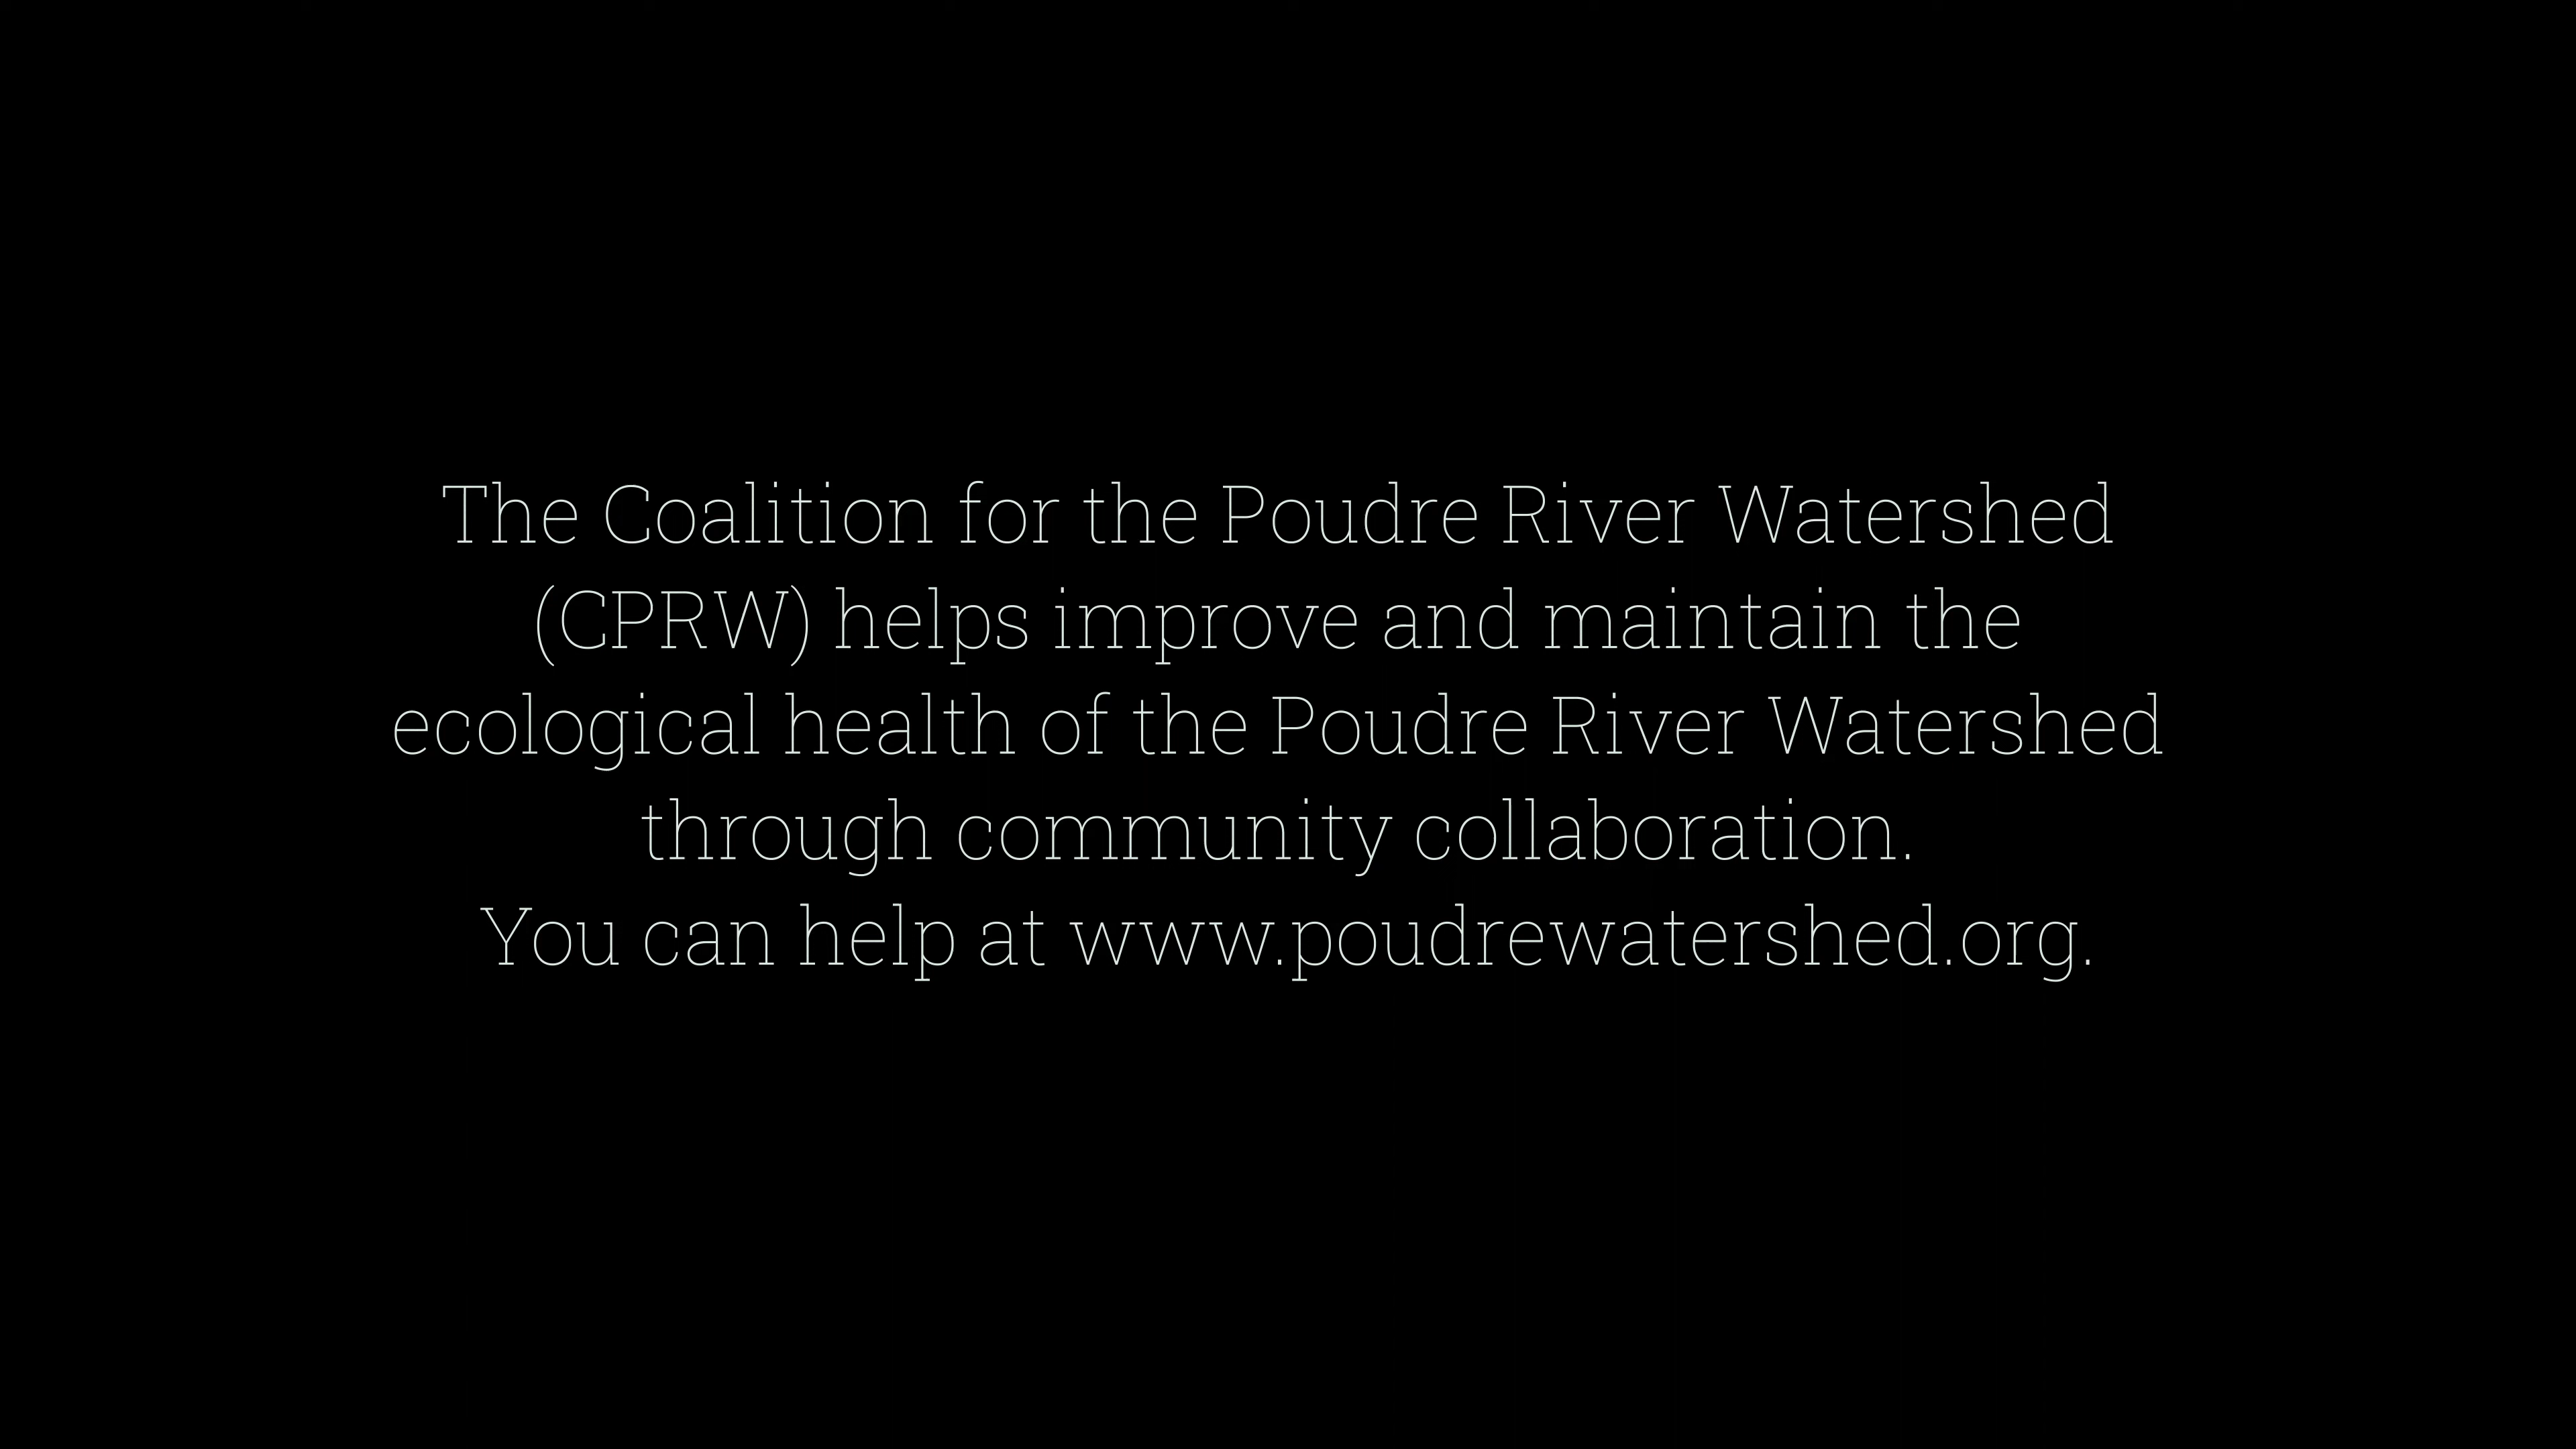 The Coalition for the Poudre River Watershed
(CPRW) helps improve and maintain the
ecological health of the Poudre River Watershed
through community collaboration.
You can help at www.poudrewatershed.org.